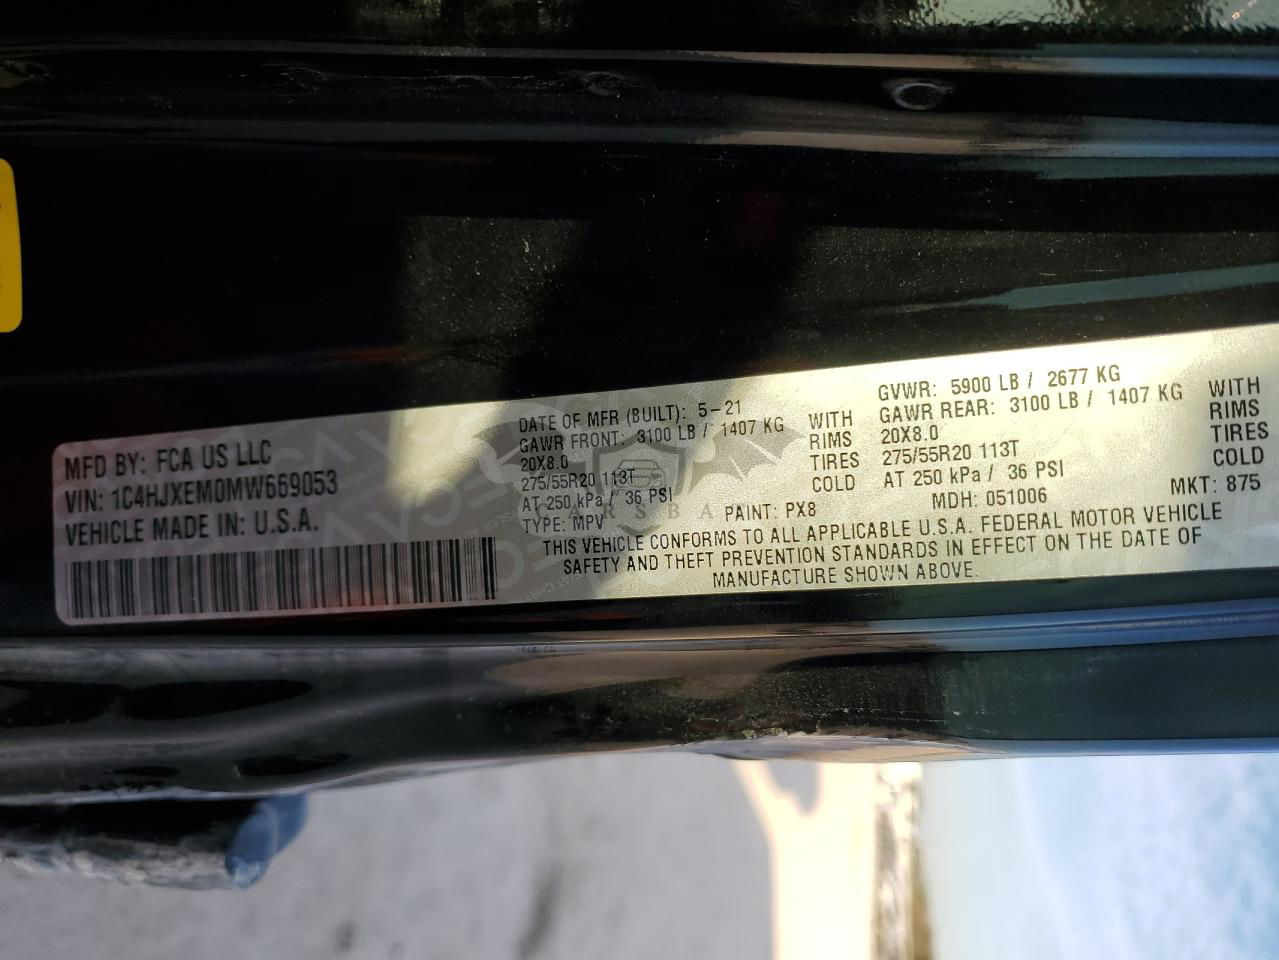 MFD BY: FCA US LLC
VIN: 1C4HJXEM0MW669053
VEHICLE MADE IN: U.S.A.
DATE OF MFR (BUILT): 5-21
GAWR FRONT: 3100 LB / 1407 KG WITH
20X8.0 RIMS
275/55R20 113T TIRES
AT 250 kPa / 36 PSI COLD
TYPE: MPV PAINT: PX8
GVWR: 5900 LB / 2677 KG
GAWR REAR: 3100 LB / 1407 KG WITH
20X8.0 RIMS
275/55R20 113T TIRES
AT 250 kPa / 36 PSI COLD
MDH: 051006 MKT: 875
THIS VEHICLE CONFORMS TO ALL APPLICABLE U.S.A. FEDERAL MOTOR VEHICLE
SAFETY AND THEFT PREVENTION STANDARDS IN EFFECT ON THE DATE OF
MANUFACTURE SHOWN ABOVE.